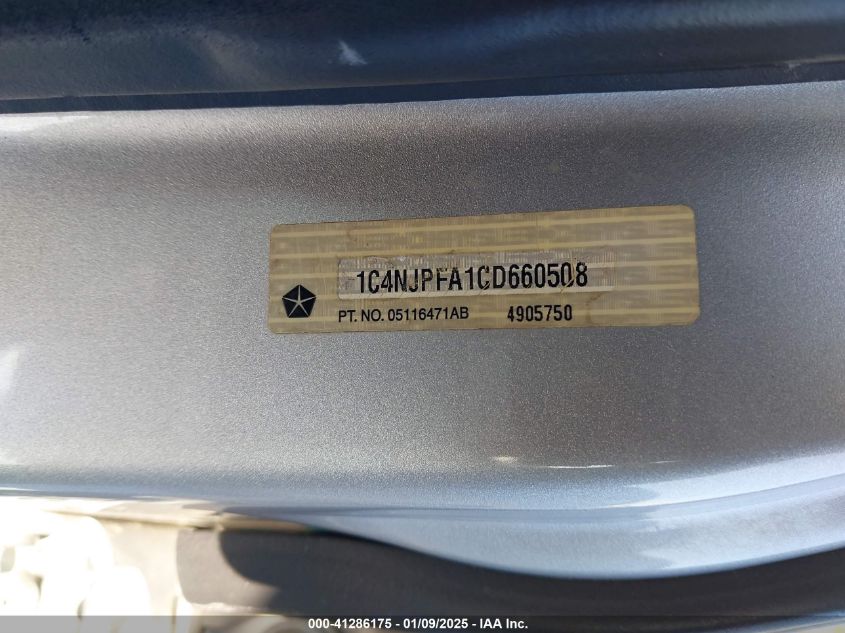 1C4NJPFA1CD660508
PT. NO. 05116471AB 4905750
000-41286175 — 01/09/2025 — IAA Inc.